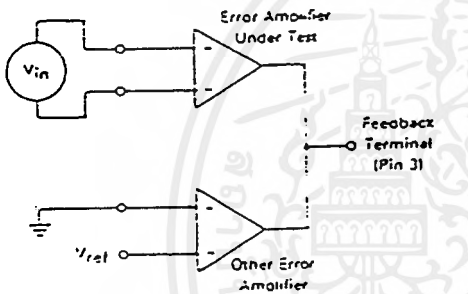 Error Amplifier
Under Test
Vin
Feedback
Terminal
(Pin 3)
Vref
Other Error
Amplifier